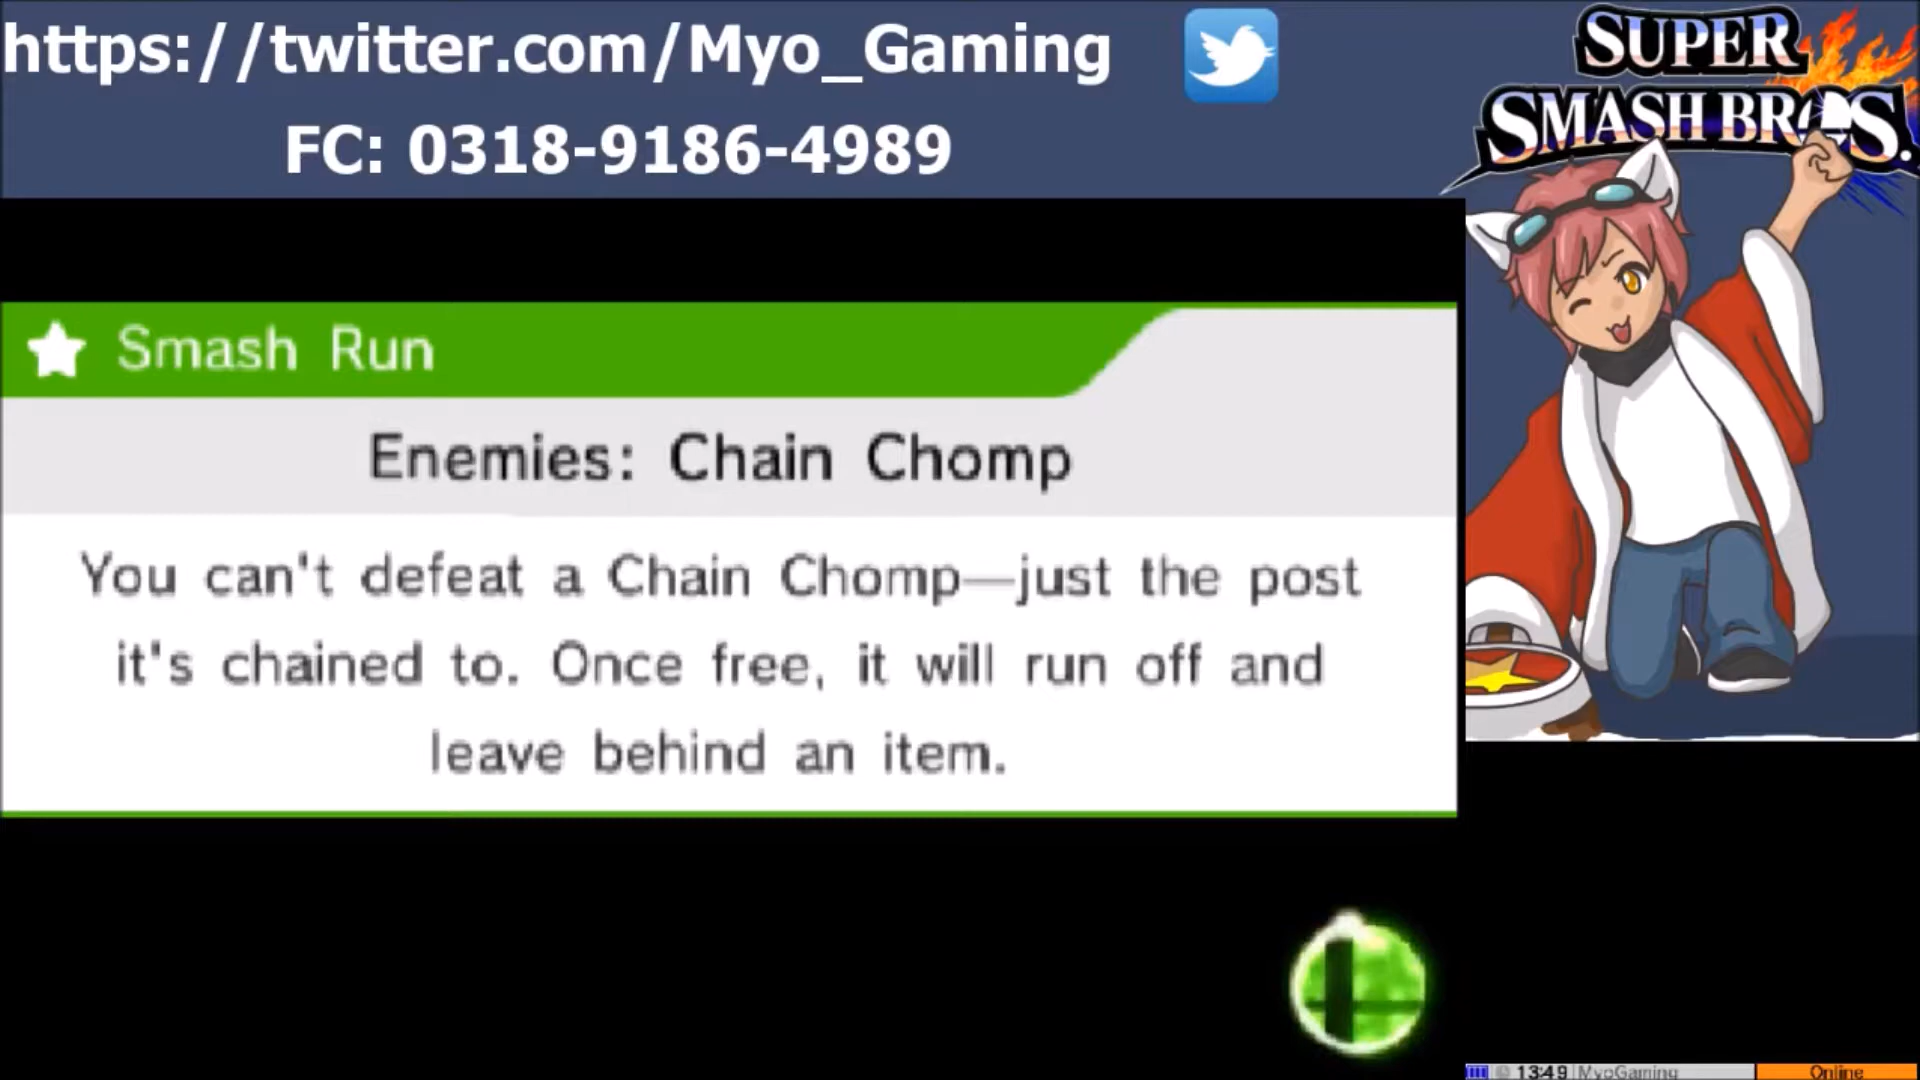 https://twitter.com/Myo_Gaming
FC: 0318-9186-4989
SUPER
SMASH BROS.
Smash Run
Enemies: Chain Chomp
You can't defeat a Chain Chomp—just the post
it's chained to. Once free, it will run off and
leave behind an item.
13:49 MyoGaming Online